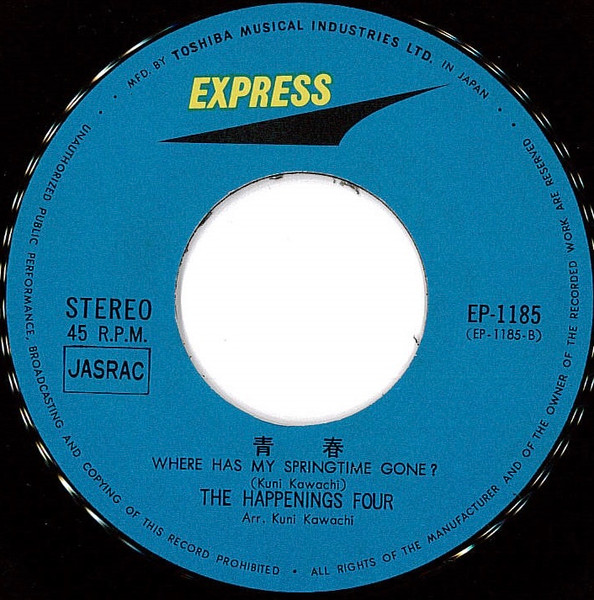 · MFD. BY TOSHIBA MUSICAL INDUSTRIES LTD. IN JAPAN ·
EXPRESS
STEREO
45 R.P.M.
JASRAC
EP-1185
(EP-1185-B)
青 春
WHERE HAS MY SPRINGTIME GONE?
(Kuni Kawachi)
THE HAPPENINGS FOUR
Arr. Kuni Kawachi
UNAUTHORIZED PUBLIC PERFORMANCE, BROADCASTING AND COPYING OF THIS RECORD PROHIBITED · ALL RIGHTS OF THE MANUFACTURER AND OF THE OWNER OF THE RECORDED WORK ARE RESERVED